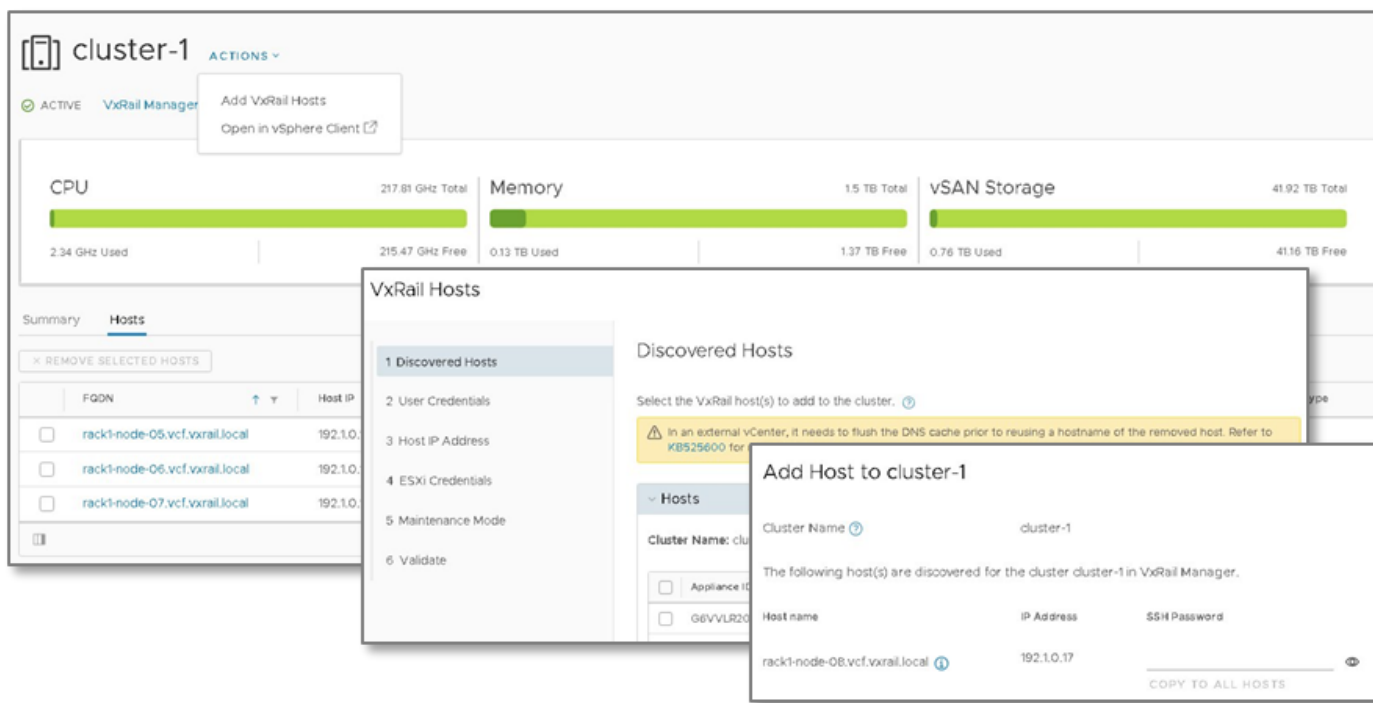 cluster-1 ACTIONS
ACTIVE VxRail Manager
Add VxRail Hosts
Open in vSphere Client
CPU 217.81 GHz Total
2.34 GHz Used 215.47 GHz Free
Memory 1.5 TB Total
0.13 TB Used 1.37 TB Free
vSAN Storage 41.92 TB Total
0.76 TB Used 41.16 TB Free
Summary Hosts
× REMOVE SELECTED HOSTS
FQDN Host IP
rack1-node-05.vcf.vxrail.local 192.1.0.
rack1-node-06.vcf.vxrail.local 192.1.0.
rack1-node-07.vcf.vxrail.local 192.1.0.
ype
VxRail Hosts
1 Discovered Hosts
2 User Credentials
3 Host IP Address
4 ESXi Credentials
5 Maintenance Mode
6 Validate
Discovered Hosts
Select the VxRail host(s) to add to the cluster.
In an external vCenter, it needs to flush the DNS cache prior to reusing a hostname of the removed host. Refer to
KB525600 for
Hosts
Cluster Name: clu
Appliance ID
G6VVLR20
Add Host to cluster-1
Cluster Name cluster-1
The following host(s) are discovered for the cluster cluster-1 in VxRail Manager.
Host name IP Address SSH Password
rack1-node-08.vcf.vxrail.local 192.1.0.17
COPY TO ALL HOSTS